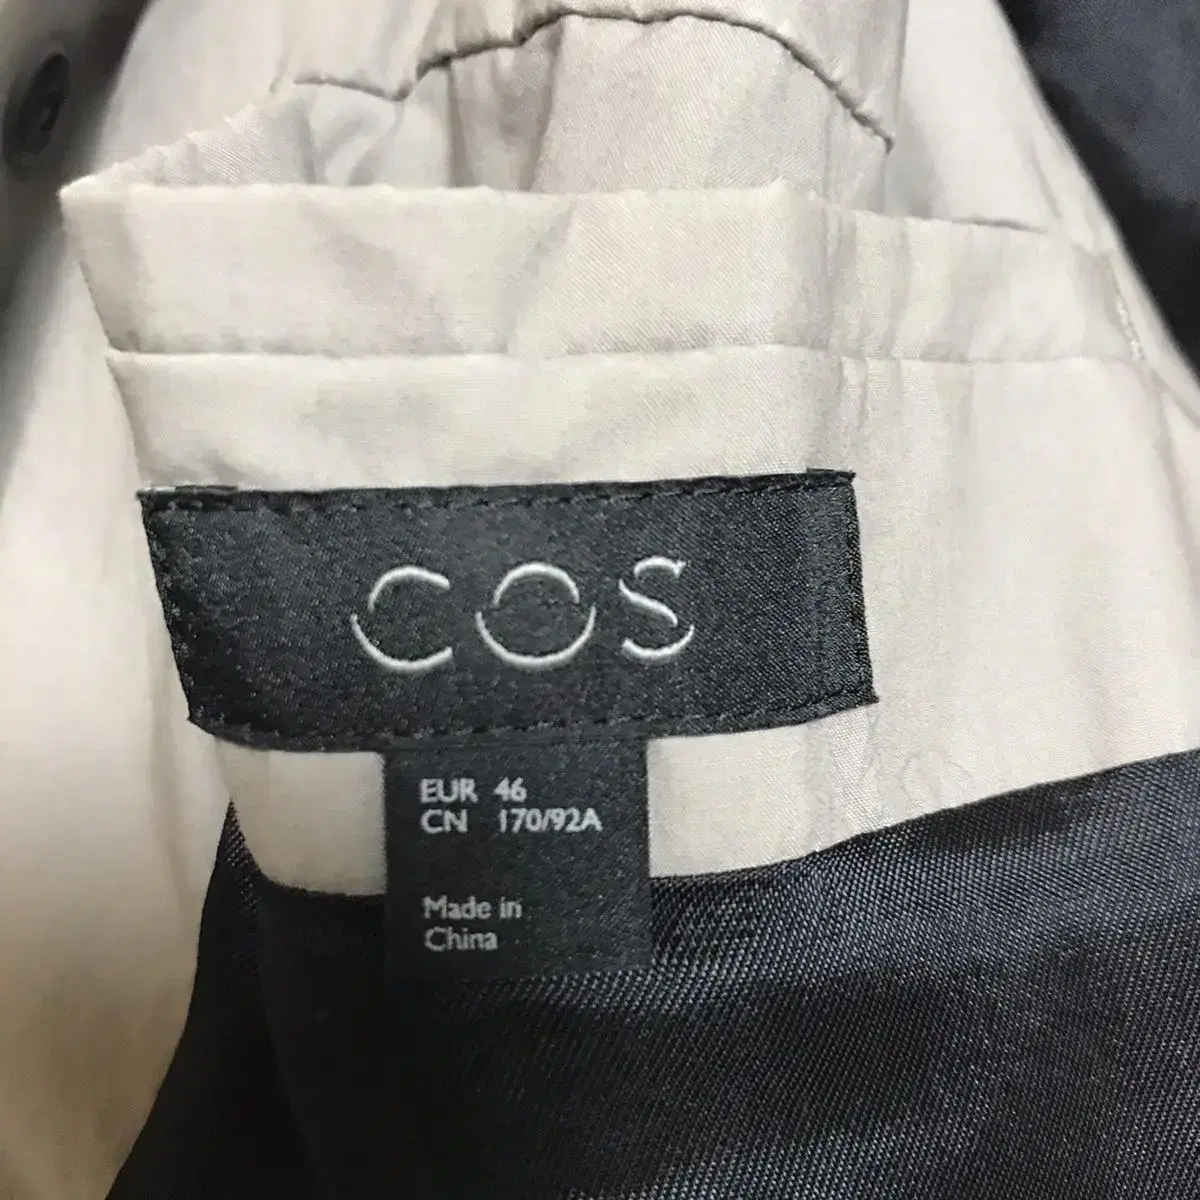 COS
EUR 46
CN 170/92A
Made in
China